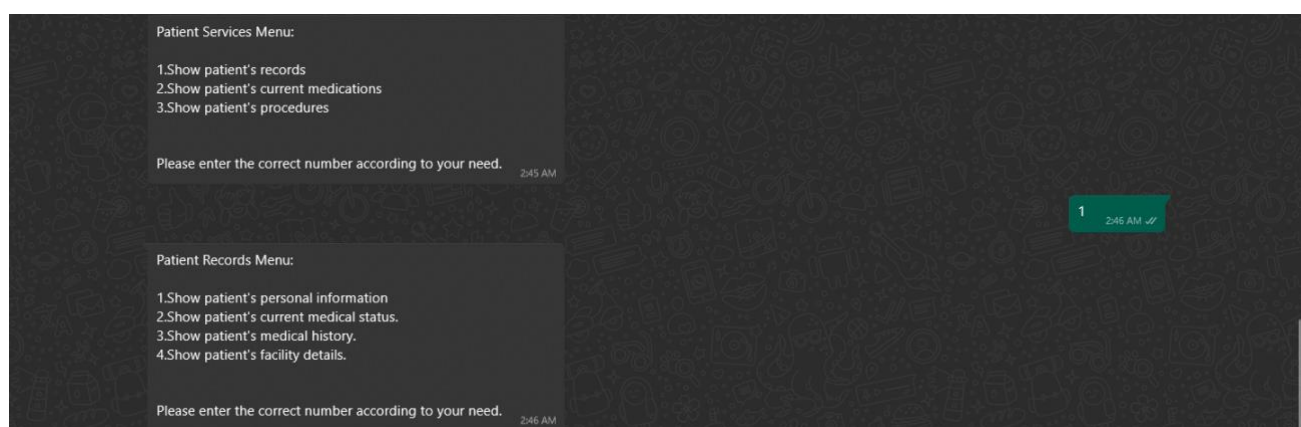 Patient Services Menu:
1.Show patient's records
2.Show patient's current medications
3.Show patient's procedures
Please enter the correct number according to your need.
2:45 AM
1
2:46 AM
Patient Records Menu:
1.Show patient's personal information
2.Show patient's current medical status.
3.Show patient's medical history.
4.Show patient's facility details.
Please enter the correct number according to your need.
2:46 AM